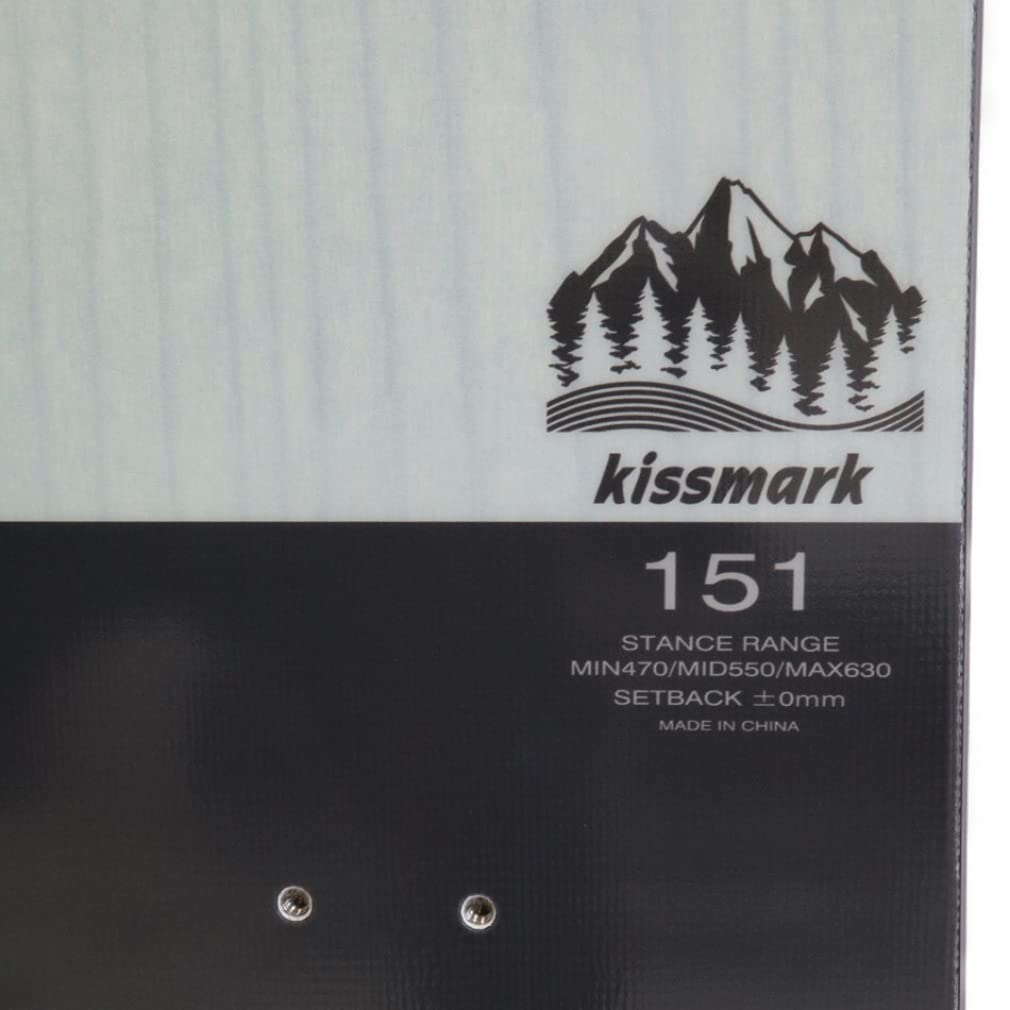 kissmark
151
STANCE RANGE
MIN470/MID550/MAX630
SETBACK ±0mm
MADE IN CHINA